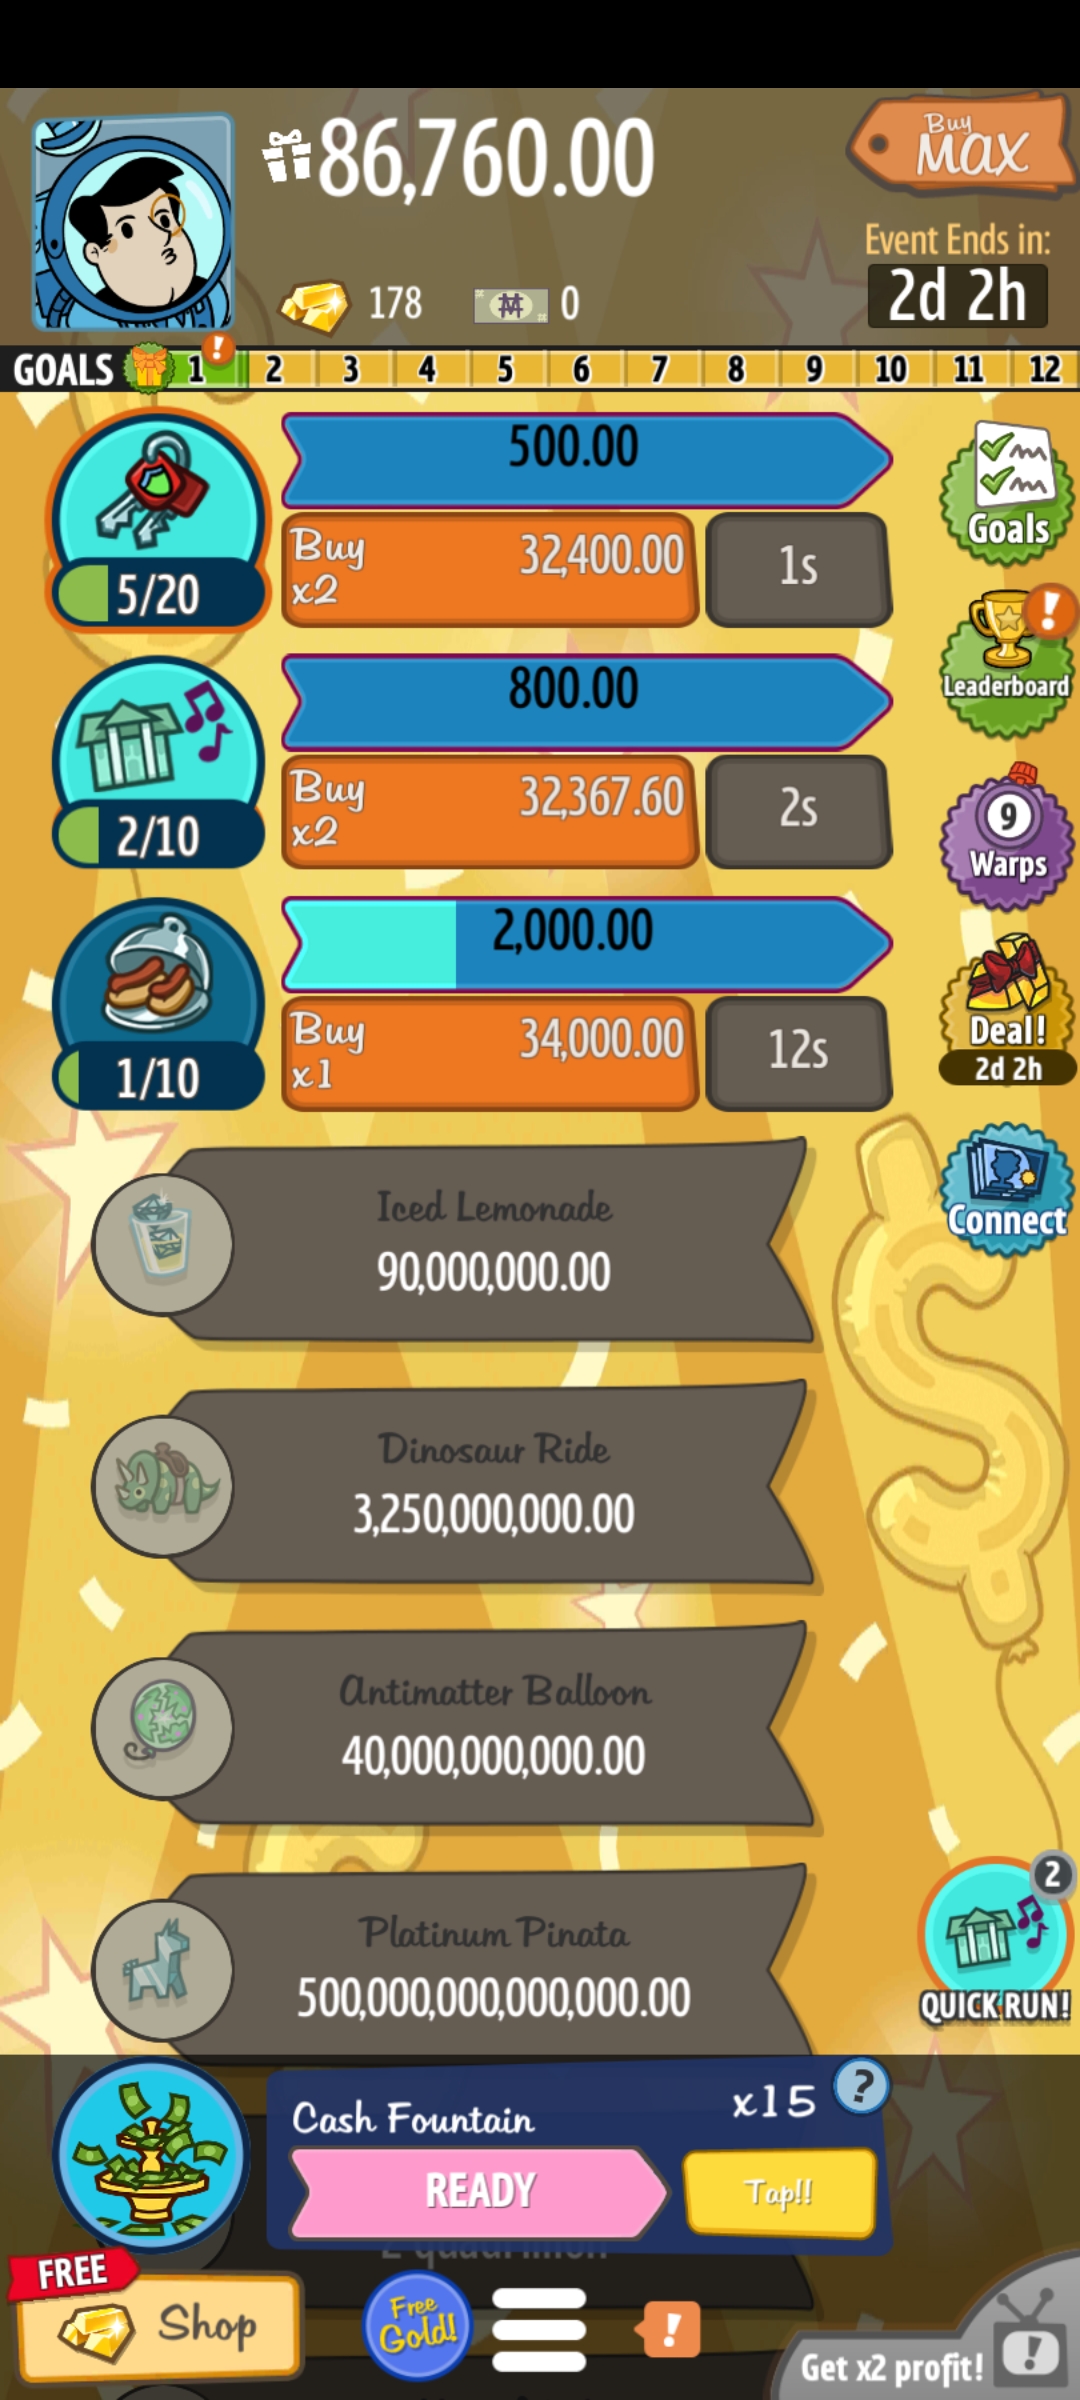 86,760.00
Buy
MAX
178
0
Event Ends in:
2d 2h
GOALS 1 ! 2 3 4 5 6 7 8 9 10 11 12
500.00
5/20
Buy
x2
32,400.00
1s
Goals
800.00
2/10
Buy
x2
32,367.60
2s
!
Leaderboard
2,000.00
1/10
Buy
x1
34,000.00
12s
9
Warps
Deal!
2d 2h
Connect
Iced Lemonade
90,000,000.00
Dinosaur Ride
3,250,000,000.00
Antimatter Balloon
40,000,000,000.00
Platinum Pinata
500,000,000,000,000.00
2
QUICK RUN!
Cash Fountain
x15
?
READY
Tap!!
FREE
Shop
Free
Gold!
!
Get x2 profit!
!